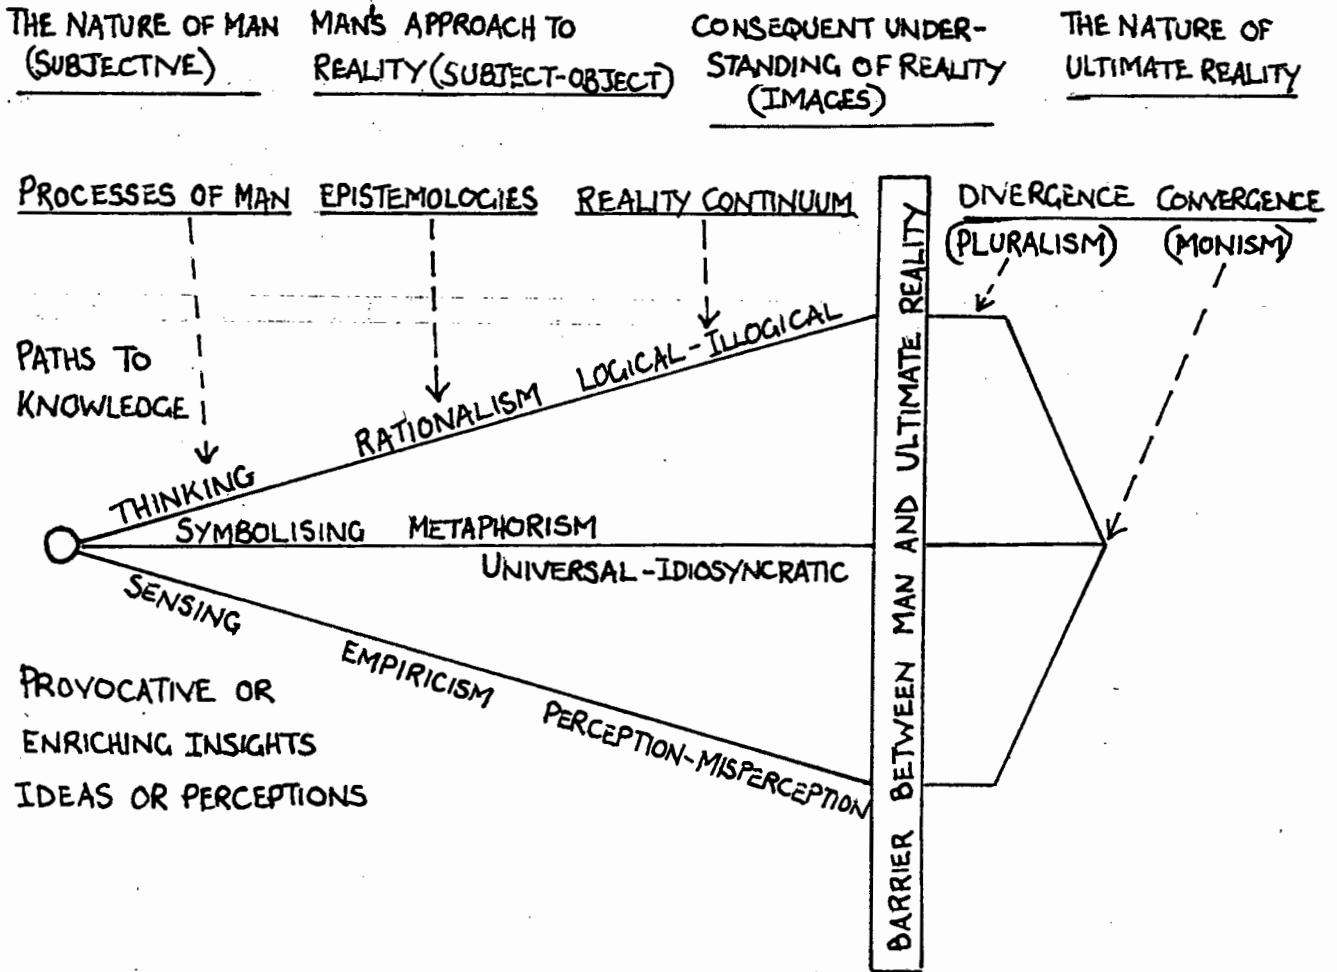 THE NATURE OF MAN
(SUBJECTIVE)
MAN'S APPROACH TO
REALITY (SUBJECT-OBJECT)
CONSEQUENT UNDER-
STANDING OF REALITY
(IMAGES)
THE NATURE OF
ULTIMATE REALITY
PROCESSES OF MAN
EPISTEMOLOGIES
REALITY CONTINUUM
DIVERGENCE
(PLURALISM)
CONVERGENCE
(MONISM)
PATHS TO
KNOWLEDGE
THINKING
RATIONALISM
LOGICAL-ILLOGICAL
SYMBOLISING
METAPHORISM
UNIVERSAL-IDIOSYNCRATIC
SENSING
EMPIRICISM
PERCEPTION-MISPERCEPTION
BARRIER BETWEEN MAN AND ULTIMATE REALITY
PROVOCATIVE OR
ENRICHING INSIGHTS
IDEAS OR PERCEPTIONS